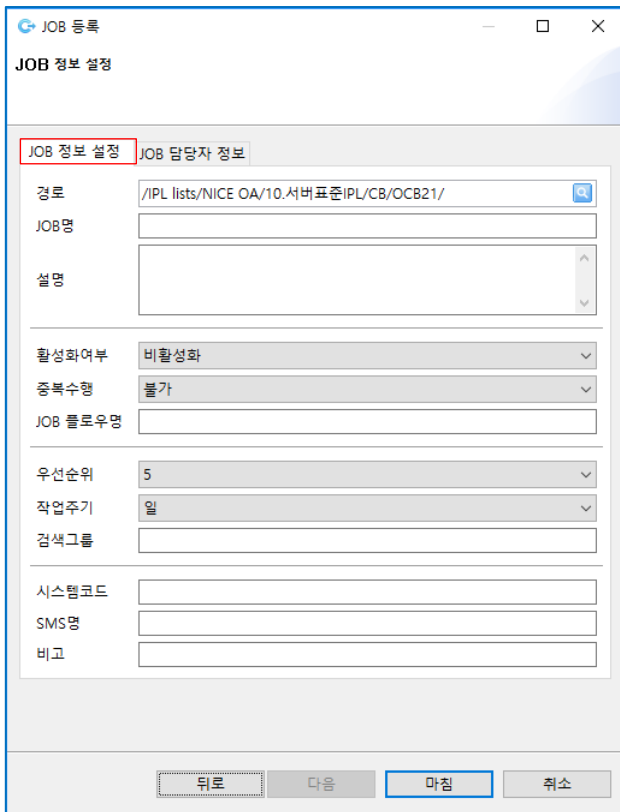 JOB 등록
JOB 정보 설정
JOB 정보 설정 JOB 담당자 정보
경로 /IPL lists/NICE OA/10.서버표준IPL/CB/OCB21/
JOB명
설명
활성화여부 비활성화
중복수행 불가
JOB 플로우명
우선순위 5
작업주기 일
검색그룹
시스템코드
SMS명
비고
뒤로 다음 마침 취소